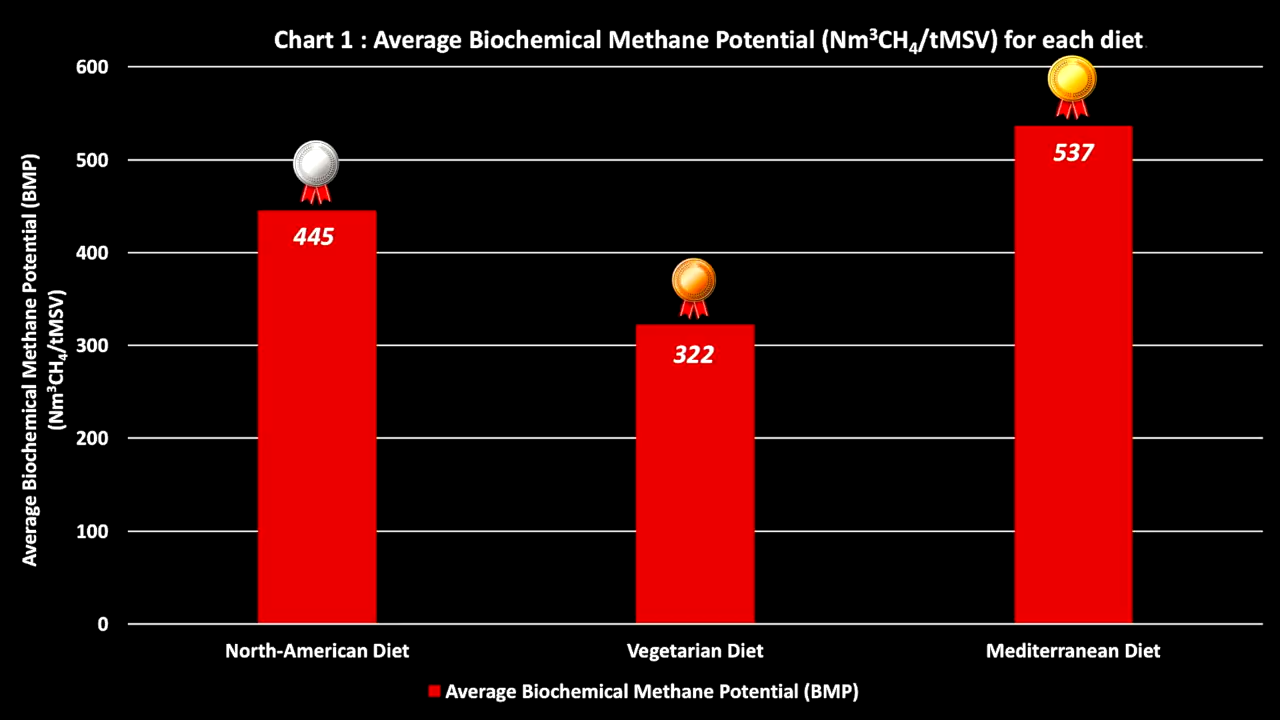 Chart 1 : Average Biochemical Methane Potential (Nm³CH₄/tMSV) for each diet
600
500
400
300
200
100
0
Average Biochemical Methane Potential (BMP)
(Nm³CH₄/tMSV)
445
322
537
North-American Diet
Vegetarian Diet
Mediterranean Diet
Average Biochemical Methane Potential (BMP)